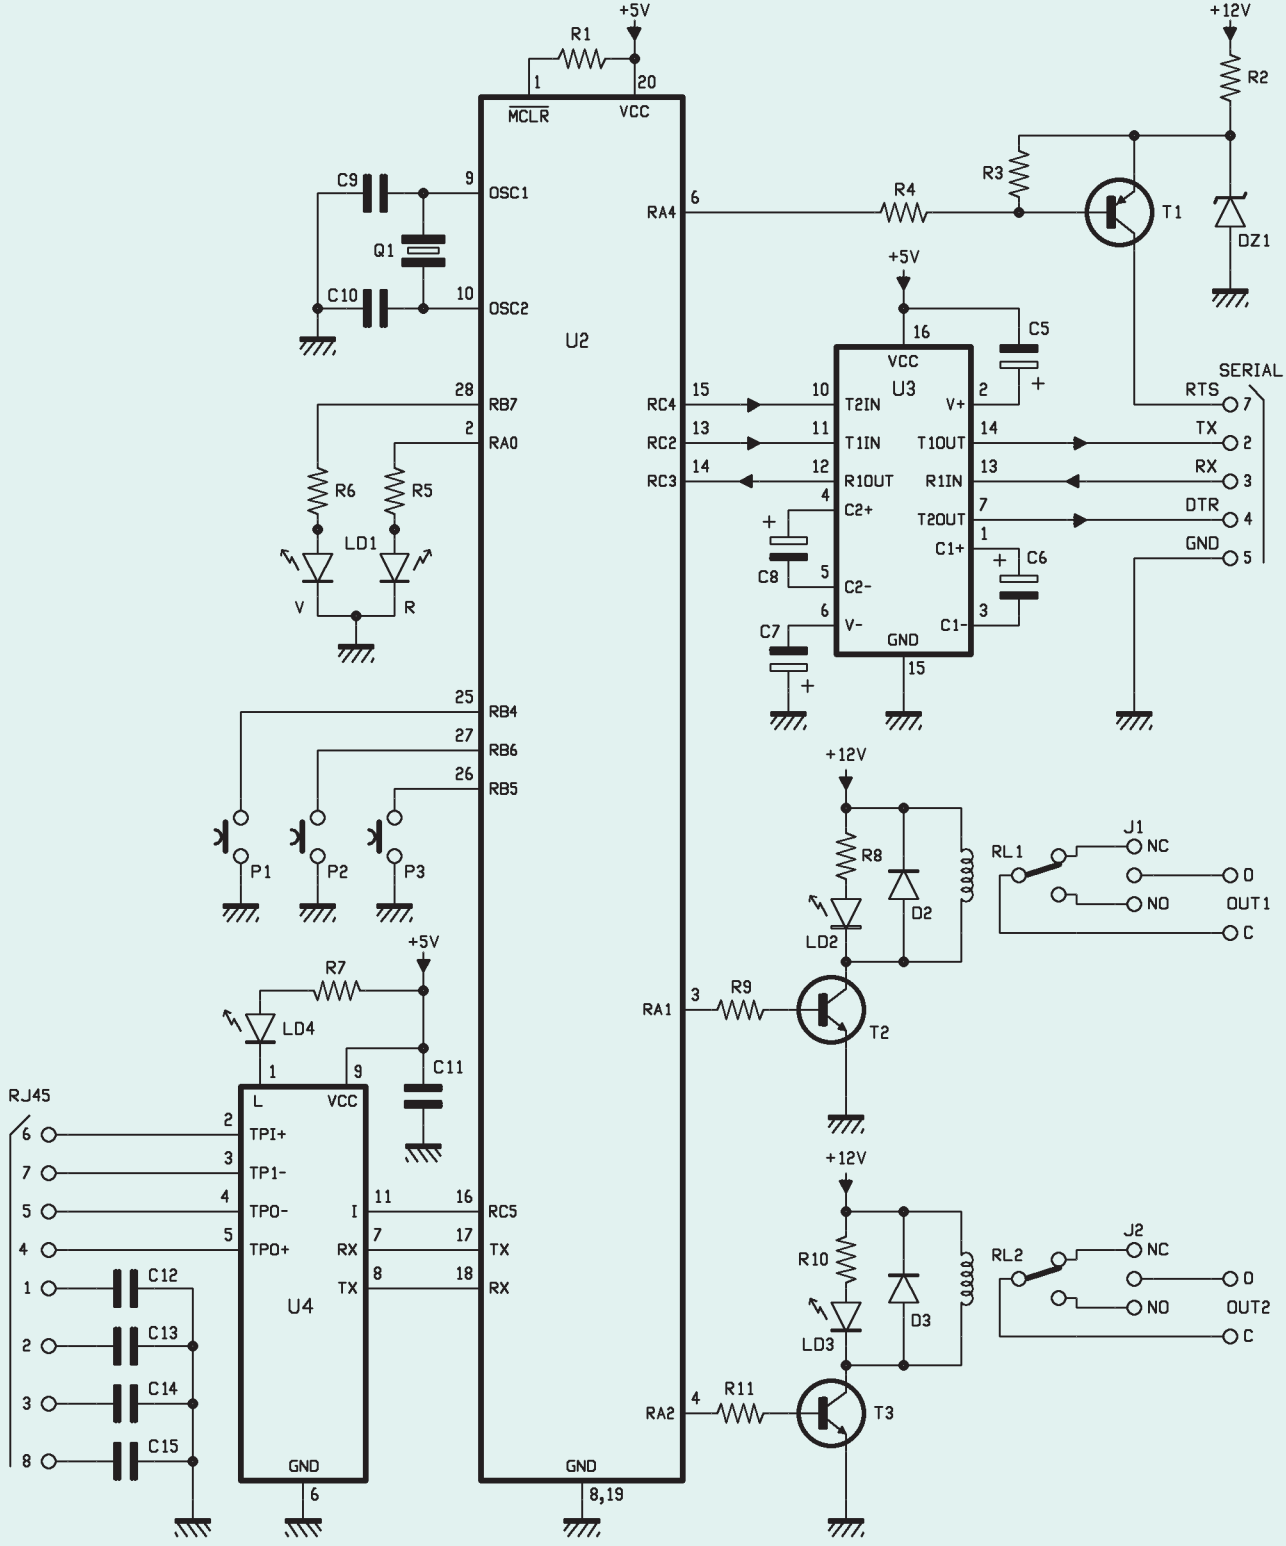 +5V
+12V
R1
1
20
R2
MCLR
VCC
C9
9
OSC1
R3
R4
6
RA4
T1
Q1
DZ1
+5V
C10
10
OSC2
U2
16
C5
VCC
U3
+
SERIAL
28
RB7
RC4
15
10
T2IN
V+
2
RTS
7
2
RA0
RC2
13
11
T1IN
T1OUT
14
TX
2
R6
R5
RC3
14
12
R1OUT
R1IN
13
RX
3
4
C2+
+
T2OUT
7
DTR
4
LD1
1
C1+
+
C6
GND
5
C8
5
C2-
V
R
C7
6
V-
3
C1-
GND
15
+
25
RB4
27
RB6
26
RB5
+12V
P1
P2
P3
R8
D2
LD2
RL1
J1
NC
O
NO
OUT1
C
+5V
R7
LD4
RA1
3
R9
T2
1
9
C11
RJ45
L
VCC
6
2
TPI+
7
3
TP1-
+12V
5
4
TPO-
I
11
16
RC5
4
5
TPO+
RX
7
17
TX
1
C12
TX
8
18
RX
U4
R10
D3
LD3
RL2
J2
NC
O
NO
OUT2
C
2
C13
3
C14
RA2
4
R11
T3
8
C15
GND
6
GND
8,19